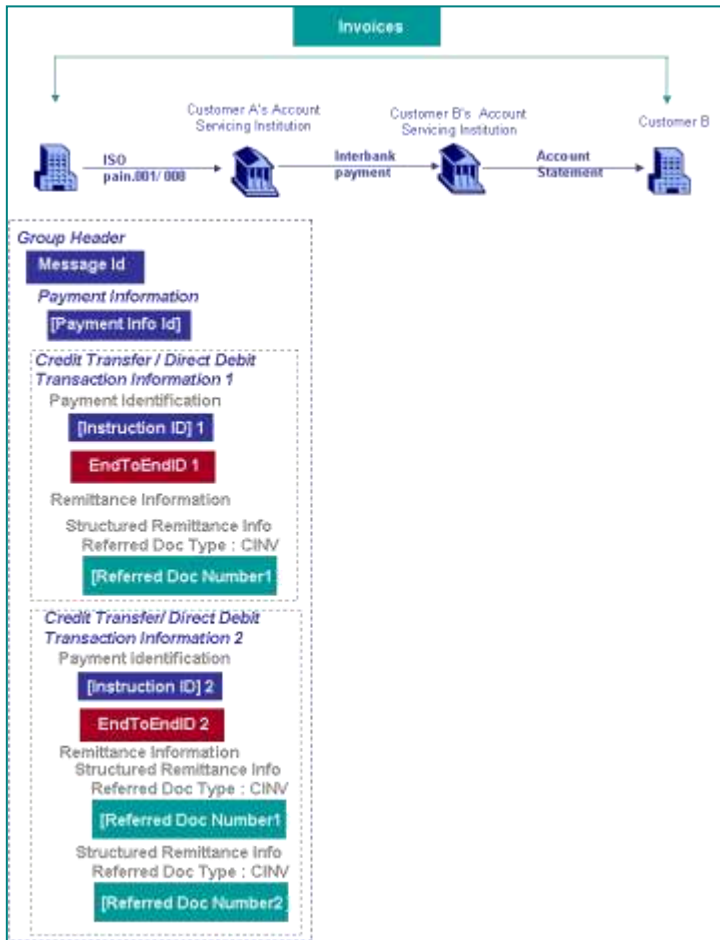 Invoices
Customer A's Account
Servicing Institution
Customer B's Account
Servicing Institution
Customer B
ISO
pain.001/ 008
Interbank
payment
Account
Statement
Group Header
Message Id
Payment Information
[Payment Info Id]
Credit Transfer / Direct Debit
Transaction Information 1
Payment Identification
[Instruction ID] 1
EndToEndID 1
Remittance Information
Structured Remittance Info
Referred Doc Type : CINV
[Referred Doc Number1
Credit Transfer/ Direct Debit
Transaction Information 2
Payment Identification
[Instruction ID] 2
EndToEndID 2
Remittance Information
Structured Remittance Info
Referred Doc Type : CINV
[Referred Doc Number1
Structured Remittance Info
Referred Doc Type : CINV
[Referred Doc Number2